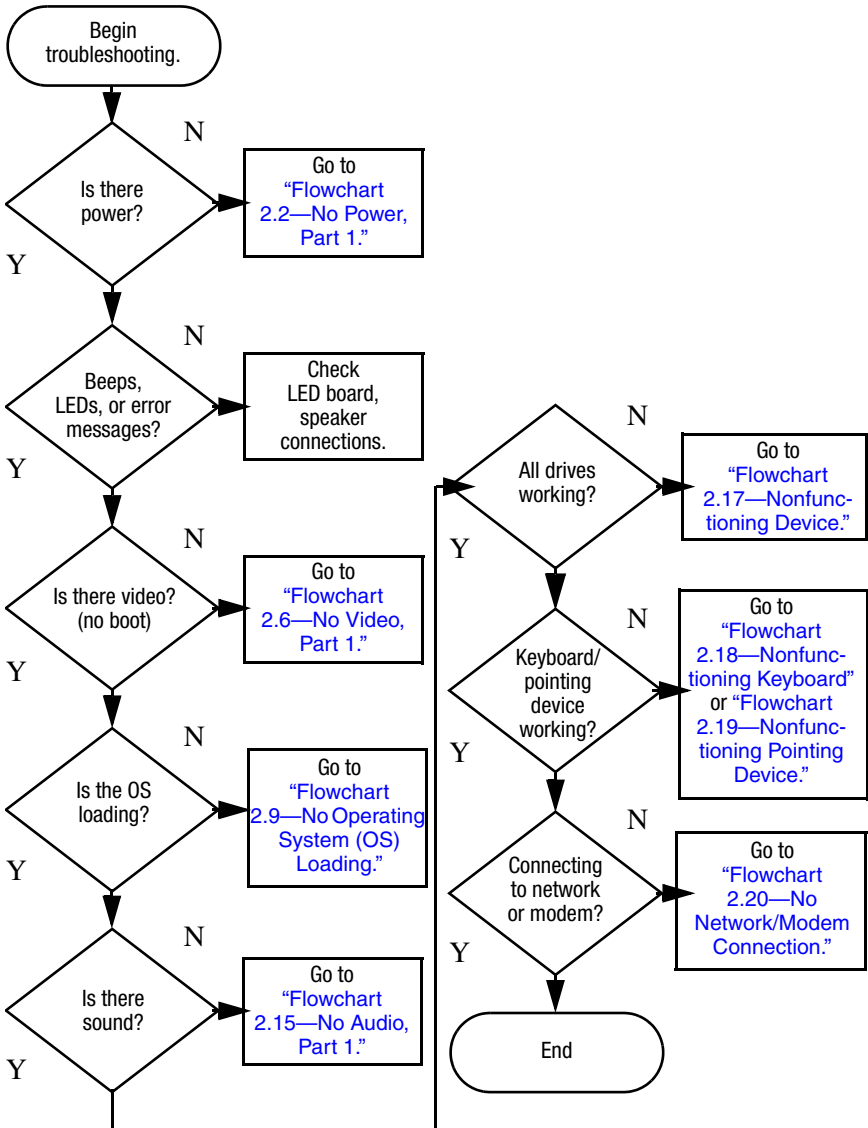 Begin
troubleshooting.
N
Is there
power?
Go to
“Flowchart
2.2—No Power,
Part 1.”
Y
N
Beeps,
LEDs, or error
messages?
Check
LED board,
speaker
connections.
Y
N
Is there video?
(no boot)
Go to
“Flowchart
2.6—No Video,
Part 1.”
Y
N
Is the OS
loading?
Go to
“Flowchart
2.9—No Operating
System (OS)
Loading.”
Y
N
Is there
sound?
Go to
“Flowchart
2.15—No Audio,
Part 1.”
Y
N
All drives
working?
Go to
“Flowchart
2.17—Nonfunc-
tioning Device.”
Y
N
Keyboard/
pointing
device
working?
Go to
“Flowchart
2.18—Nonfunc-
tioning Keyboard”
or “Flowchart
2.19—Nonfunc-
tioning Pointing
Device.”
Y
N
Connecting
to network
or modem?
Go to
“Flowchart
2.20—No
Network/Modem
Connection.”
Y
End